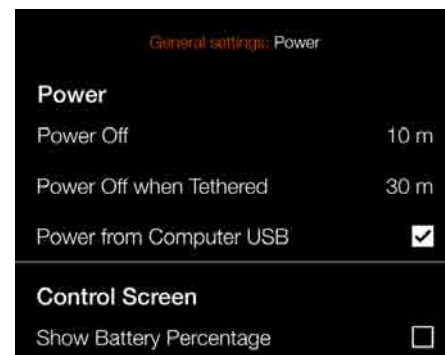 General settings: Power
Power
Power Off 10 m
Power Off when Tethered 30 m
Power from Computer USB
Control Screen
Show Battery Percentage